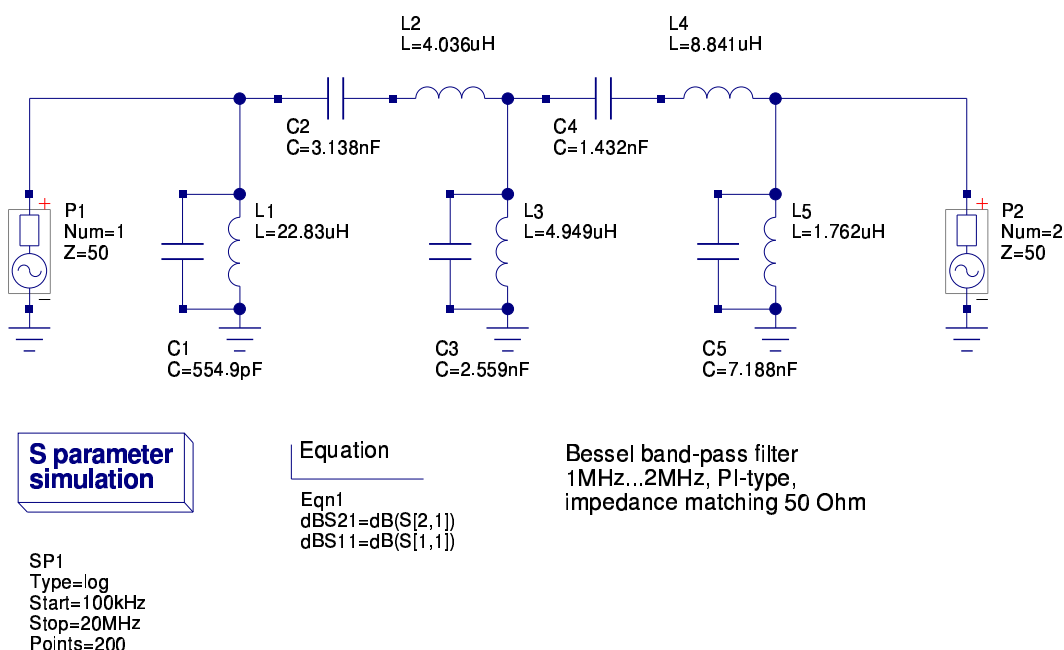 L2
L=4.036uH
L4
L=8.841uH
C2
C=3.138nF
C4
C=1.432nF
+
P1
Num=1
Z=50
−
L1
L=22.83uH
L3
L=4.949uH
L5
L=1.762uH
+
P2
Num=2
Z=50
−
C1
C=554.9pF
C3
C=2.559nF
C5
C=7.188nF
S parameter
simulation
Equation
Eqn1
dBS21=dB(S[2,1])
dBS11=dB(S[1,1])
Bessel band-pass filter
1MHz...2MHz, PI-type,
impedance matching 50 Ohm
SP1
Type=log
Start=100kHz
Stop=20MHz
Points=200